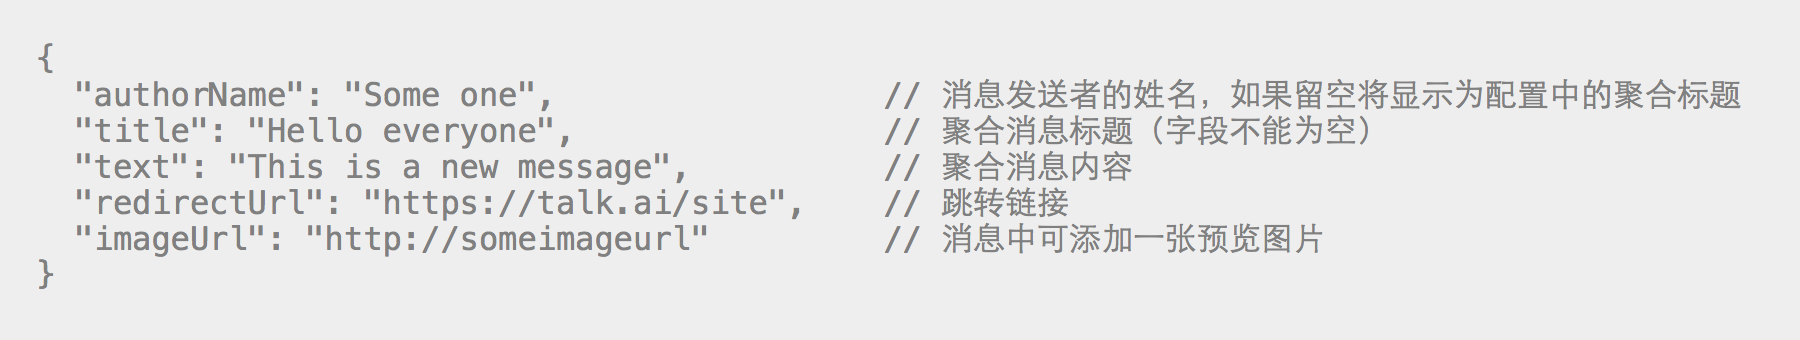 {
"authorName": "Some one", // 消息发送者的姓名，如果留空将显示为配置中的聚合标题
"title": "Hello everyone", // 聚合消息标题（字段不能为空）
"text": "This is a new message", // 聚合消息内容
"redirectUrl": "https://talk.ai/site", // 跳转链接
"imageUrl": "http://someimageurl" // 消息中可添加一张预览图片
}